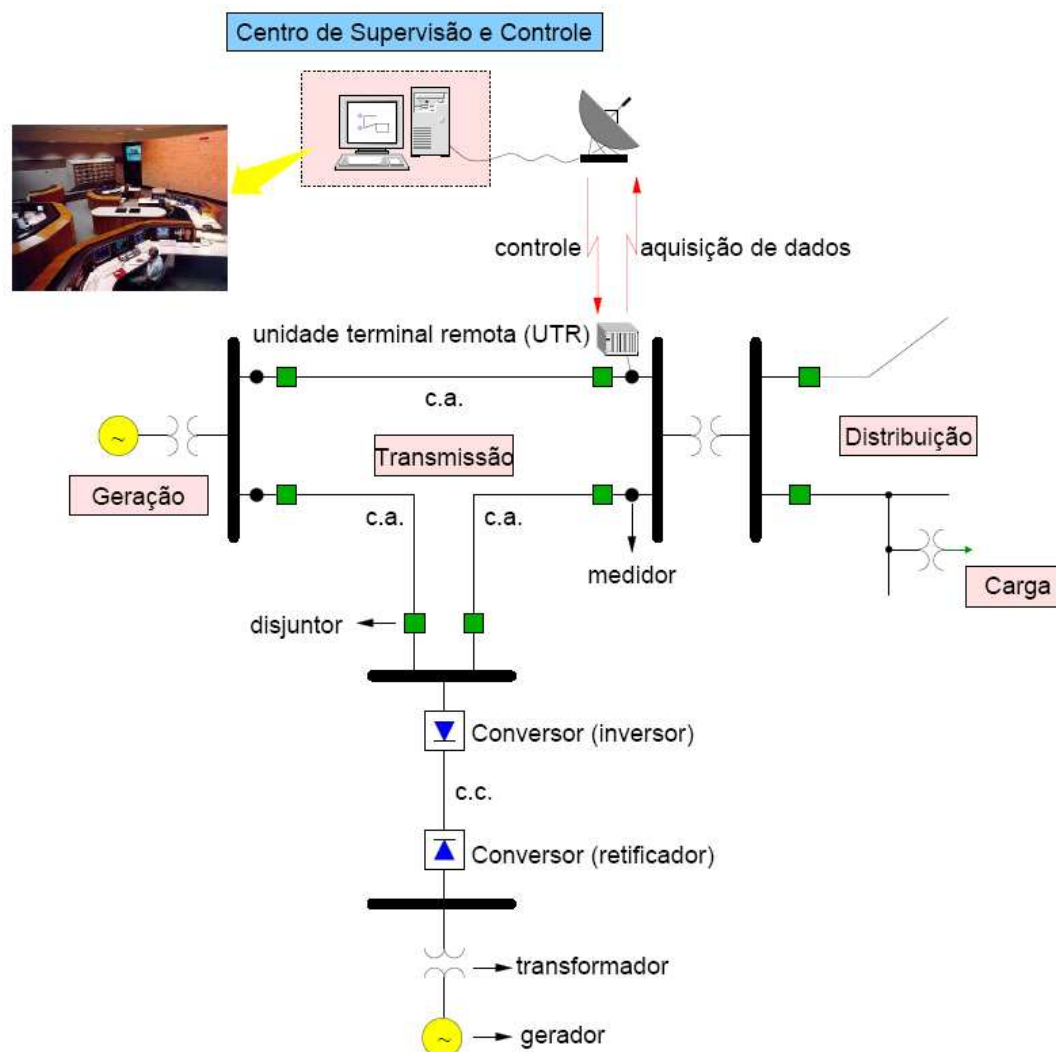 Centro de Supervisão e Controle
controle
aquisição de dados
unidade terminal remota (UTR)
c.a.
~
Geração
Transmissão
Distribuição
c.a.
c.a.
medidor
Carga
disjuntor
Conversor (inversor)
c.c.
Conversor (retificador)
transformador
~
gerador